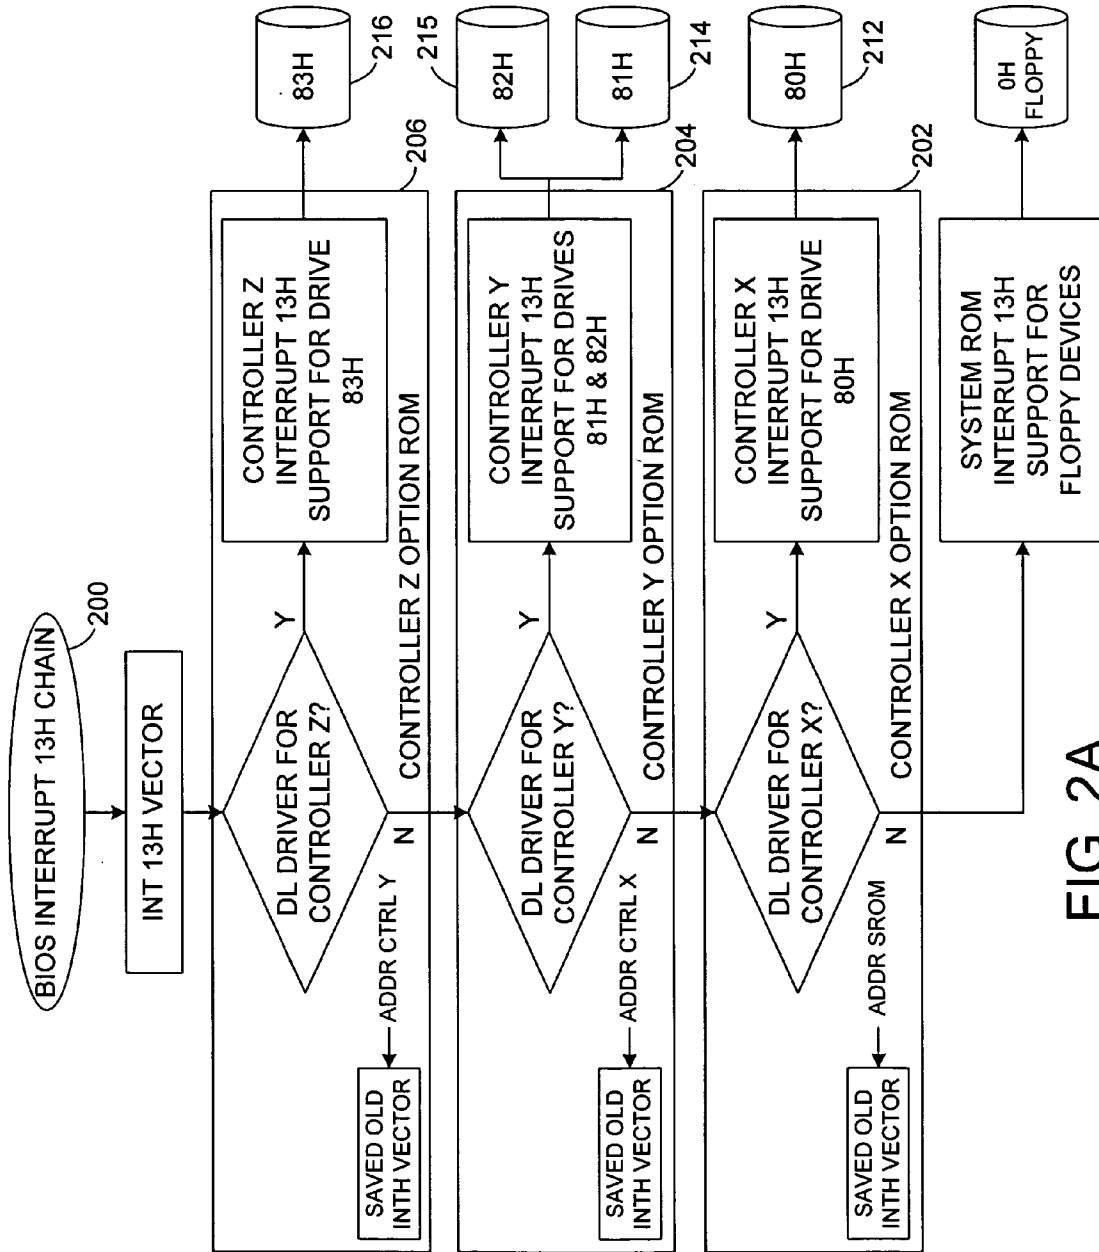 BIOS INTERRUPT 13H CHAIN
200
INT 13H VECTOR
DL DRIVER FOR
CONTROLLER Z?
Y
N
CONTROLLER Z
INTERRUPT 13H
SUPPORT FOR DRIVE
83H
83H
216
206
CONTROLLER Z OPTION ROM
ADDR CTRL Y
SAVED OLD
INTH VECTOR
DL DRIVER FOR
CONTROLLER Y?
Y
N
CONTROLLER Y
INTERRUPT 13H
SUPPORT FOR DRIVES
81H & 82H
215
82H
81H
214
204
CONTROLLER Y OPTION ROM
ADDR CTRL X
SAVED OLD
INTH VECTOR
DL DRIVER FOR
CONTROLLER X?
Y
N
CONTROLLER X
INTERRUPT 13H
SUPPORT FOR DRIVE
80H
80H
212
202
CONTROLLER X OPTION ROM
ADDR SROM
SAVED OLD
INTH VECTOR
SYSTEM ROM
INTERRUPT 13H
SUPPORT FOR
FLOPPY DEVICES
0H
FLOPPY
FIG. 2A